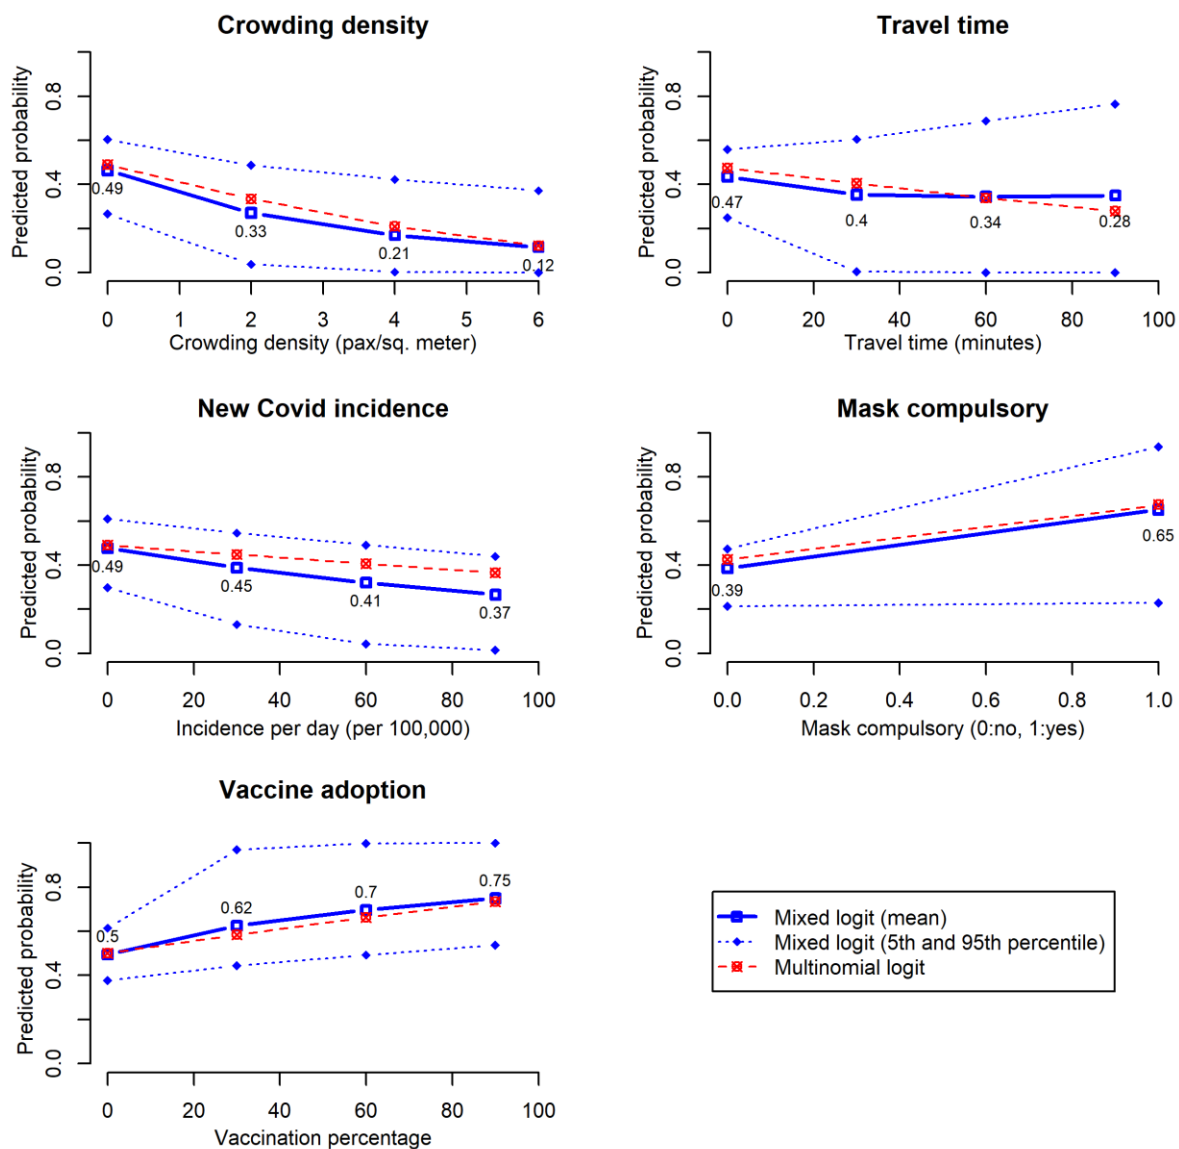 Crowding density
Predicted probability
0.0 0.4 0.8
0.49
0.33
0.21
0.12
0 1 2 3 4 5 6
Crowding density (pax/sq. meter)
Travel time
Predicted probability
0.0 0.4 0.8
0.47
0.4
0.34
0.28
0 20 40 60 80 100
Travel time (minutes)
New Covid incidence
Predicted probability
0.0 0.4 0.8
0.49
0.45
0.41
0.37
0 20 40 60 80 100
Incidence per day (per 100,000)
Mask compulsory
Predicted probability
0.0 0.4 0.8
0.39
0.65
0.0 0.2 0.4 0.6 0.8 1.0
Mask compulsory (0:no, 1:yes)
Vaccine adoption
Predicted probability
0.0 0.4 0.8
0.5
0.62
0.7
0.75
0 20 40 60 80 100
Vaccination percentage
Mixed logit (mean)
Mixed logit (5th and 95th percentile)
Multinomial logit